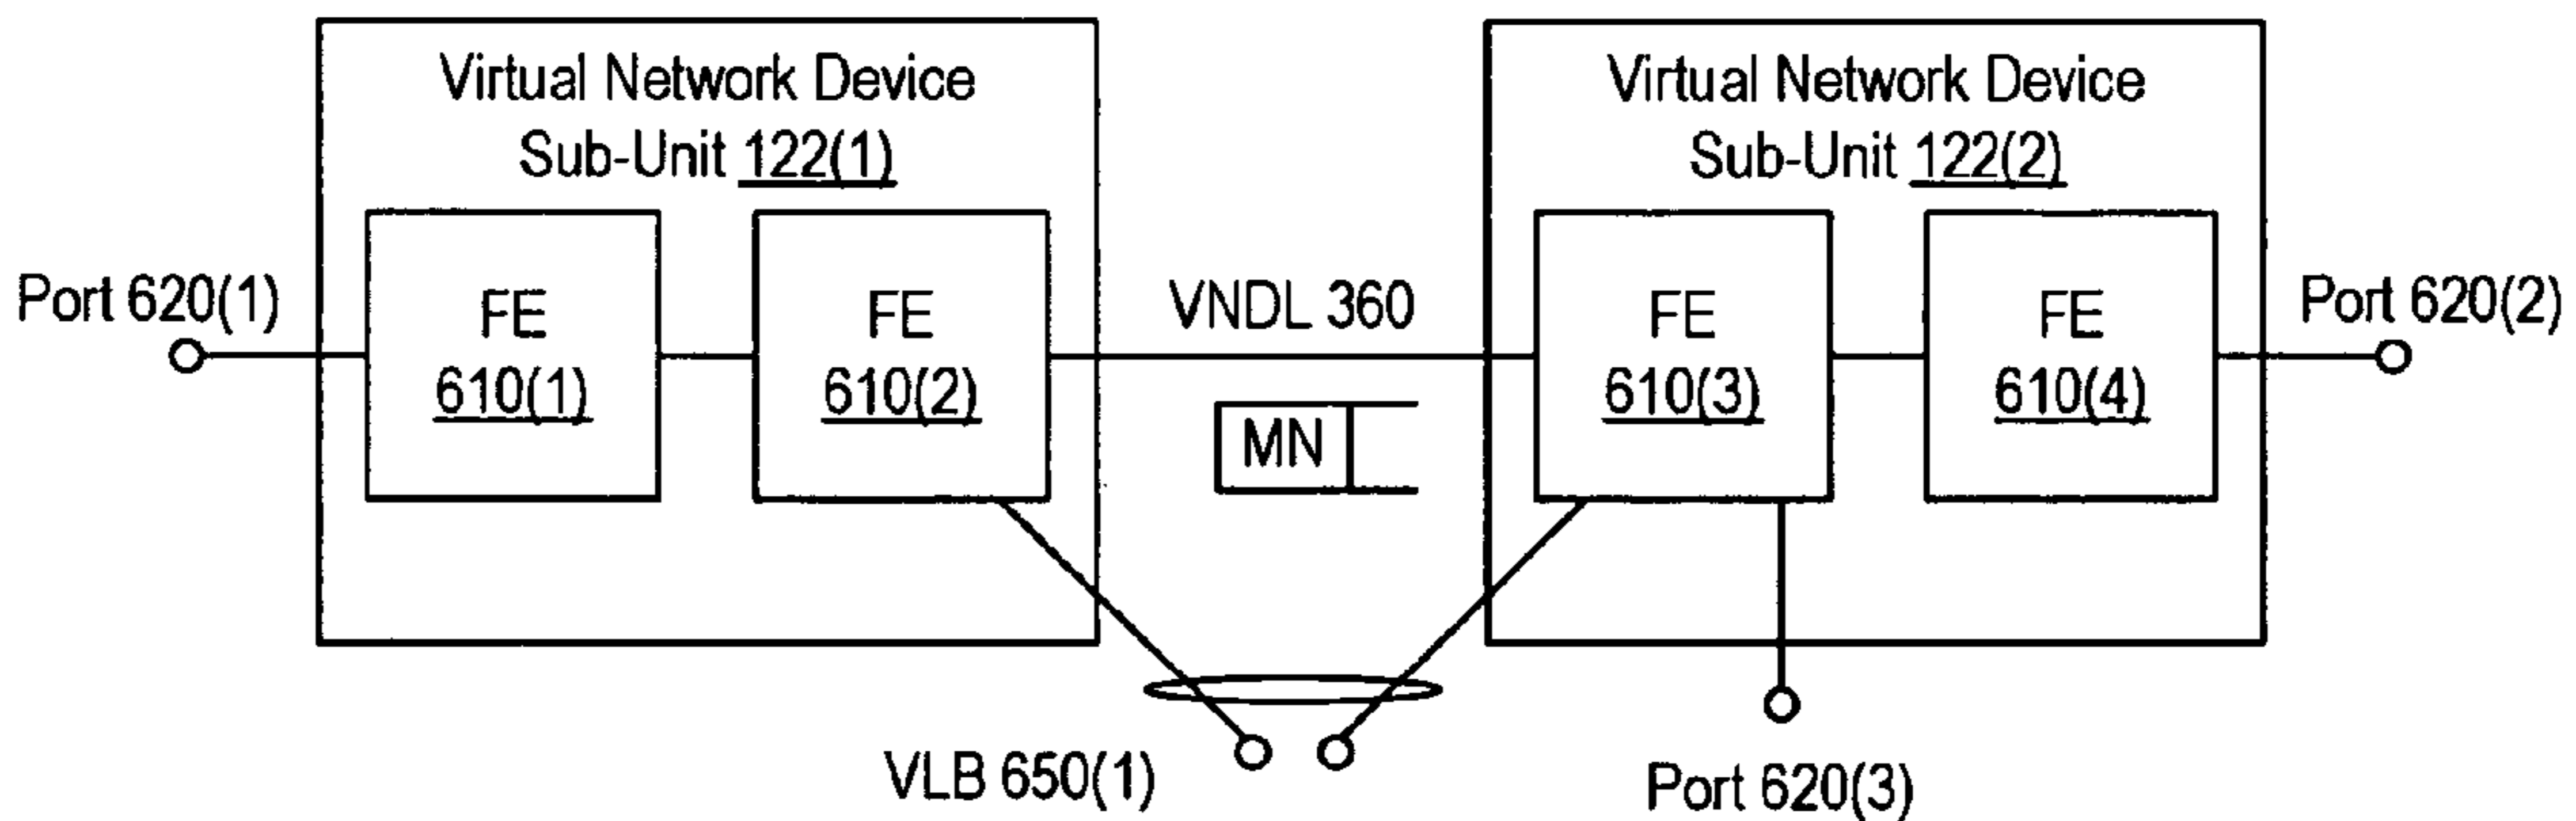 Virtual Network Device
Sub-Unit 122(1)
Virtual Network Device
Sub-Unit 122(2)
Port 620(1)
FE
610(1)
FE
610(2)
VNDL 360
MN
FE
610(3)
FE
610(4)
Port 620(2)
VLB 650(1)
Port 620(3)